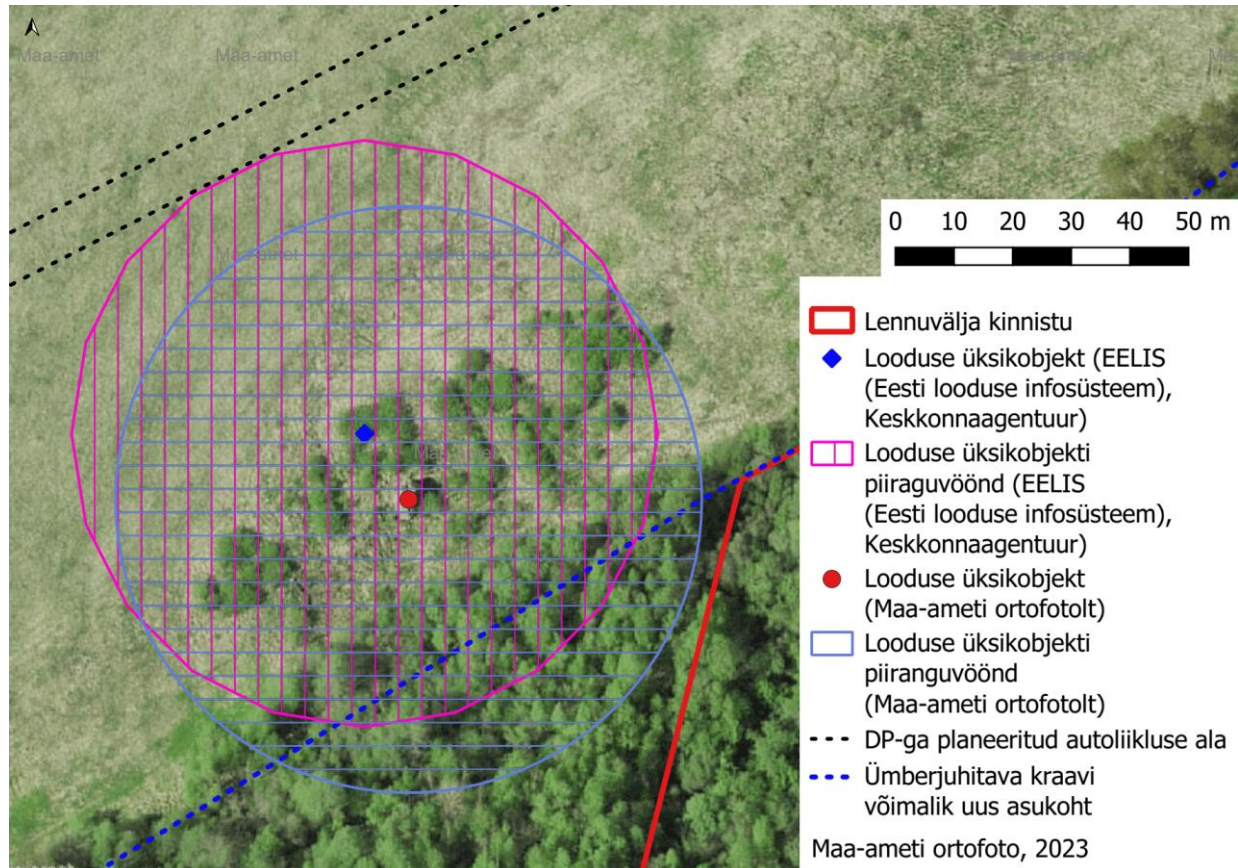 Maa-amet
Maa-amet
Maa-amet
0 10 20 30 40 50 m
Lennuvälja kinnistu
Looduse üksikobjekt (EELIS
(Eesti looduse infosüsteem),
Keskkonnaagentuur)
Looduse üksikobjekti
piiraguvöönd (EELIS
(Eesti looduse infosüsteem),
Keskkonnaagentuur)
Looduse üksikobjekt
(Maa-ameti ortofotolt)
Looduse üksikobjekti
piiranguvöönd
(Maa-ameti ortofotolt)
DP-ga planeeritud autoliikluse ala
Ümberjuhitava kraavi
võimalik uus asukoht
Maa-ameti ortofoto, 2023